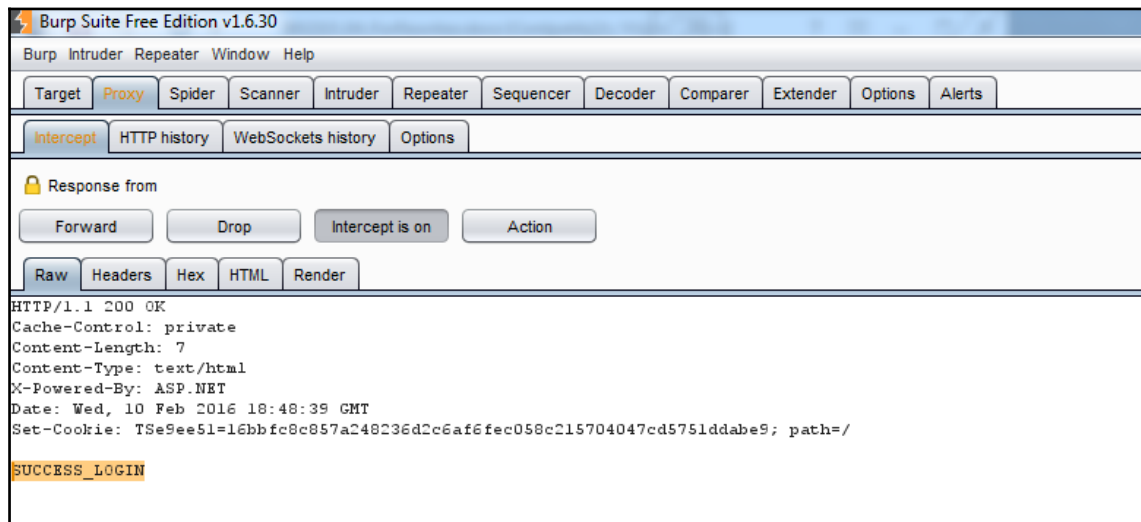 Burp Suite Free Edition v1.6.30
Burp Intruder Repeater Window Help
Target Proxy Spider Scanner Intruder Repeater Sequencer Decoder Comparer Extender Options Alerts
Intercept HTTP history WebSockets history Options
Response from
Forward Drop Intercept is on Action
Raw Headers Hex HTML Render
HTTP/1.1 200 OK
Cache-Control: private
Content-Length: 7
Content-Type: text/html
X-Powered-By: ASP.NET
Date: Wed, 10 Feb 2016 18:48:39 GMT
Set-Cookie: TSe9ee51=16bbfc8c857a248236d2c6af6fec058c215704047cd5751ddabe9; path=/
SUCCESS_LOGIN